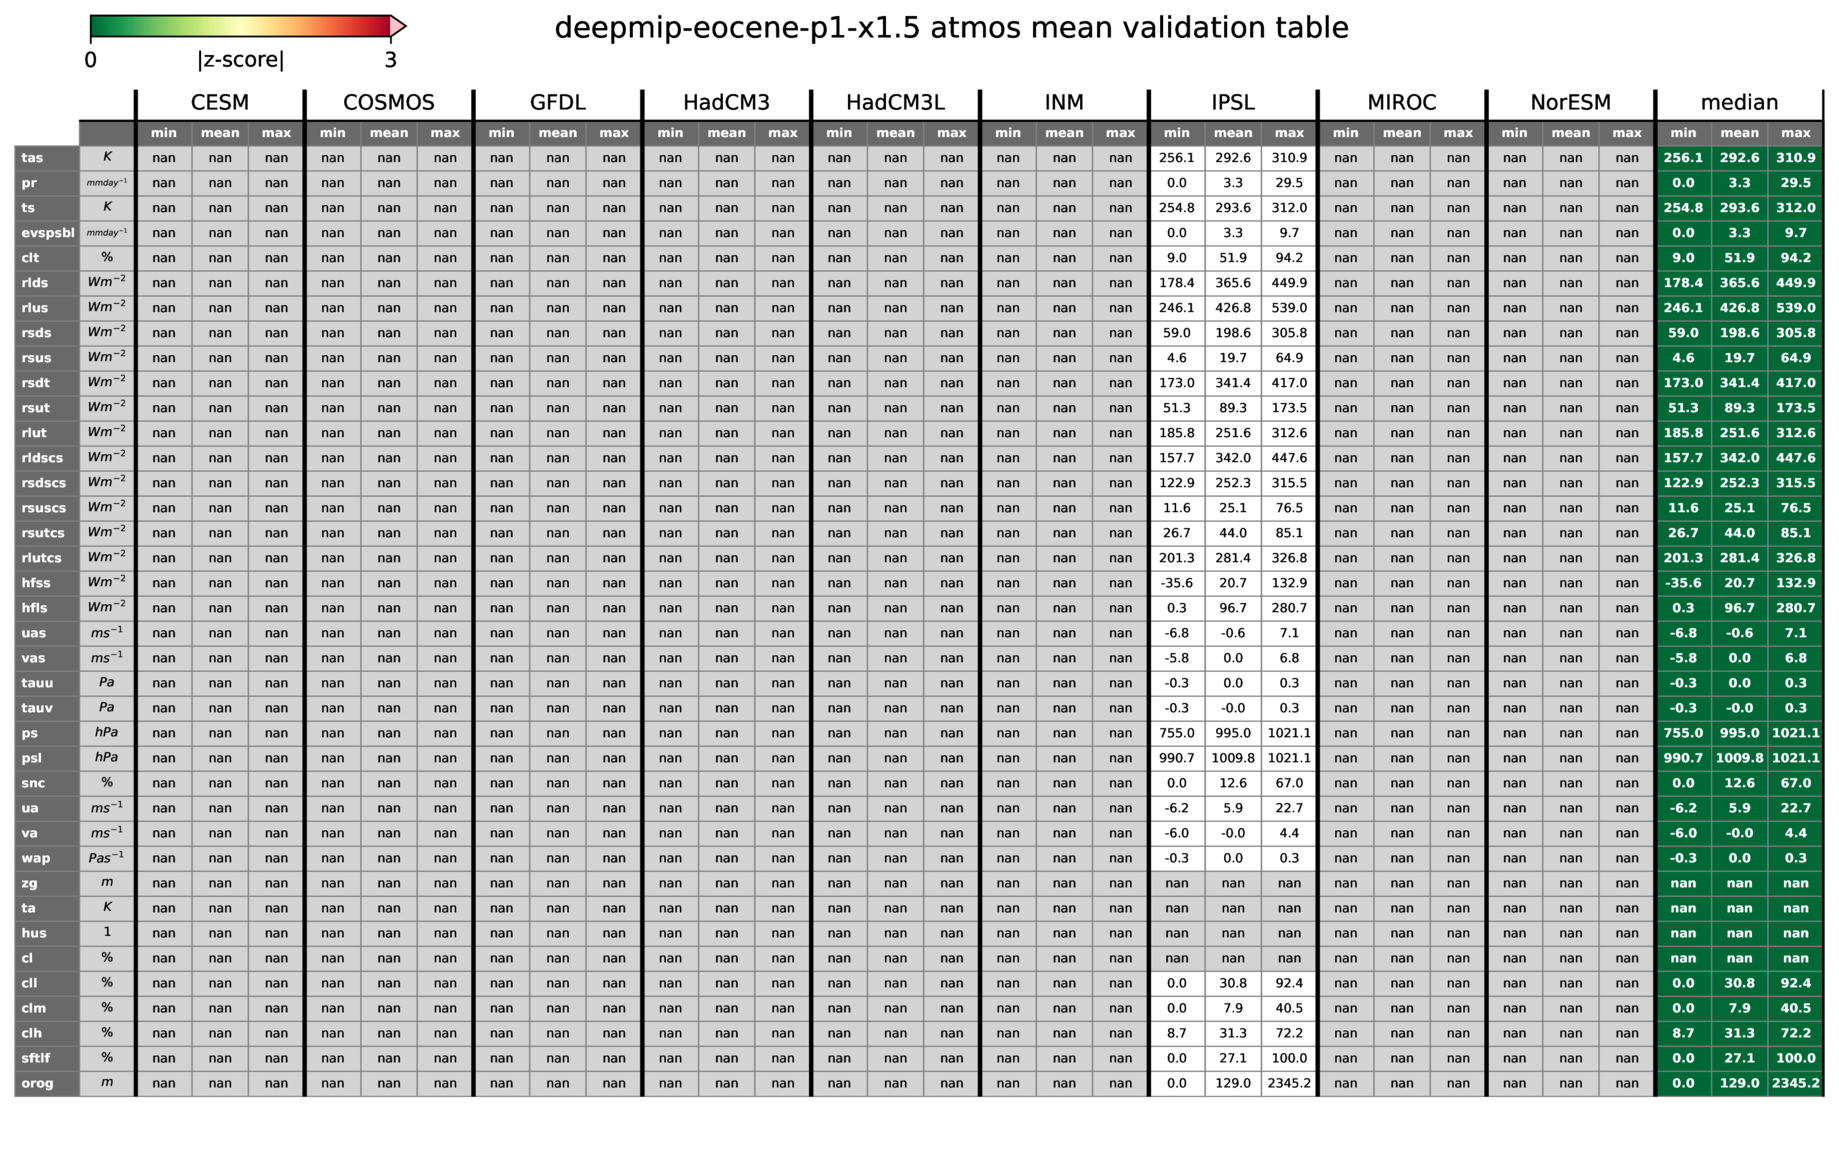 deepmip-eocene-p1-x1.5 atmos mean validation table
0 |z-score| 3
CESM COSMOS GFDL HadCM3 HadCM3L INM IPSL MIROC NorESM median
min mean max min mean max min mean max min mean max min mean max min mean max min mean max min mean max min mean max min mean max
tas K nan nan nan nan nan nan nan nan nan nan nan nan nan nan nan nan nan nan 256.1 292.6 310.9 nan nan nan nan nan nan 256.1 292.6 310.9
pr mmday⁻¹ nan nan nan nan nan nan nan nan nan nan nan nan nan nan nan nan nan nan 0.0 3.3 29.5 nan nan nan nan nan nan 0.0 3.3 29.5
ts K nan nan nan nan nan nan nan nan nan nan nan nan nan nan nan nan nan nan 254.8 293.6 312.0 nan nan nan nan nan nan 254.8 293.6 312.0
evspsbl mmday⁻¹ nan nan nan nan nan nan nan nan nan nan nan nan nan nan nan nan nan nan 0.0 3.3 9.7 nan nan nan nan nan nan 0.0 3.3 9.7
clt % nan nan nan nan nan nan nan nan nan nan nan nan nan nan nan nan nan nan 9.0 51.9 94.2 nan nan nan nan nan nan 9.0 51.9 94.2
rlds Wm⁻² nan nan nan nan nan nan nan nan nan nan nan nan nan nan nan nan nan nan 178.4 365.6 449.9 nan nan nan nan nan nan 178.4 365.6 449.9
rlus Wm⁻² nan nan nan nan nan nan nan nan nan nan nan nan nan nan nan nan nan nan 246.1 426.8 539.0 nan nan nan nan nan nan 246.1 426.8 539.0
rsds Wm⁻² nan nan nan nan nan nan nan nan nan nan nan nan nan nan nan nan nan nan 59.0 198.6 305.8 nan nan nan nan nan nan 59.0 198.6 305.8
rsus Wm⁻² nan nan nan nan nan nan nan nan nan nan nan nan nan nan nan nan nan nan 4.6 19.7 64.9 nan nan nan nan nan nan 4.6 19.7 64.9
rsdt Wm⁻² nan nan nan nan nan nan nan nan nan nan nan nan nan nan nan nan nan nan 173.0 341.4 417.0 nan nan nan nan nan nan 173.0 341.4 417.0
rsut Wm⁻² nan nan nan nan nan nan nan nan nan nan nan nan nan nan nan nan nan nan 51.3 89.3 173.5 nan nan nan nan nan nan 51.3 89.3 173.5
rlut Wm⁻² nan nan nan nan nan nan nan nan nan nan nan nan nan nan nan nan nan nan 185.8 251.6 312.6 nan nan nan nan nan nan 185.8 251.6 312.6
rldscs Wm⁻² nan nan nan nan nan nan nan nan nan nan nan nan nan nan nan nan nan nan 157.7 342.0 447.6 nan nan nan nan nan nan 157.7 342.0 447.6
rsdscs Wm⁻² nan nan nan nan nan nan nan nan nan nan nan nan nan nan nan nan nan nan 122.9 252.3 315.5 nan nan nan nan nan nan 122.9 252.3 315.5
rsuscs Wm⁻² nan nan nan nan nan nan nan nan nan nan nan nan nan nan nan nan nan nan 11.6 25.1 76.5 nan nan nan nan nan nan 11.6 25.1 76.5
rsutcs Wm⁻² nan nan nan nan nan nan nan nan nan nan nan nan nan nan nan nan nan nan 26.7 44.0 85.1 nan nan nan nan nan nan 26.7 44.0 85.1
rlutcs Wm⁻² nan nan nan nan nan nan nan nan nan nan nan nan nan nan nan nan nan nan 201.3 281.4 326.8 nan nan nan nan nan nan 201.3 281.4 326.8
hfss Wm⁻² nan nan nan nan nan nan nan nan nan nan nan nan nan nan nan nan nan nan -35.6 20.7 132.9 nan nan nan nan nan nan -35.6 20.7 132.9
hfls Wm⁻² nan nan nan nan nan nan nan nan nan nan nan nan nan nan nan nan nan nan 0.3 96.7 280.7 nan nan nan nan nan nan 0.3 96.7 280.7
uas ms⁻¹ nan nan nan nan nan nan nan nan nan nan nan nan nan nan nan nan nan nan -6.8 -0.6 7.1 nan nan nan nan nan nan -6.8 -0.6 7.1
vas ms⁻¹ nan nan nan nan nan nan nan nan nan nan nan nan nan nan nan nan nan nan -5.8 0.0 6.8 nan nan nan nan nan nan -5.8 0.0 6.8
tauu Pa nan nan nan nan nan nan nan nan nan nan nan nan nan nan nan nan nan nan -0.3 0.0 0.3 nan nan nan nan nan nan -0.3 0.0 0.3
tauv Pa nan nan nan nan nan nan nan nan nan nan nan nan nan nan nan nan nan nan -0.3 -0.0 0.3 nan nan nan nan nan nan -0.3 -0.0 0.3
ps hPa nan nan nan nan nan nan nan nan nan nan nan nan nan nan nan nan nan nan 755.0 995.0 1021.1 nan nan nan nan nan nan 755.0 995.0 1021.1
psl hPa nan nan nan nan nan nan nan nan nan nan nan nan nan nan nan nan nan nan 990.7 1009.8 1021.1 nan nan nan nan nan nan 990.7 1009.8 1021.1
snc % nan nan nan nan nan nan nan nan nan nan nan nan nan nan nan nan nan nan 0.0 12.6 67.0 nan nan nan nan nan nan 0.0 12.6 67.0
ua ms⁻¹ nan nan nan nan nan nan nan nan nan nan nan nan nan nan nan nan nan nan -6.2 5.9 22.7 nan nan nan nan nan nan -6.2 5.9 22.7
va ms⁻¹ nan nan nan nan nan nan nan nan nan nan nan nan nan nan nan nan nan nan -6.0 -0.0 4.4 nan nan nan nan nan nan -6.0 -0.0 4.4
wap Pas⁻¹ nan nan nan nan nan nan nan nan nan nan nan nan nan nan nan nan nan nan -0.3 0.0 0.3 nan nan nan nan nan nan -0.3 0.0 0.3
zg m nan nan nan nan nan nan nan nan nan nan nan nan nan nan nan nan nan nan nan nan nan nan nan nan nan nan nan nan nan nan
ta K nan nan nan nan nan nan nan nan nan nan nan nan nan nan nan nan nan nan nan nan nan nan nan nan nan nan nan nan nan nan
hus 1 nan nan nan nan nan nan nan nan nan nan nan nan nan nan nan nan nan nan nan nan nan nan nan nan nan nan nan nan nan nan
cl % nan nan nan nan nan nan nan nan nan nan nan nan nan nan nan nan nan nan nan nan nan nan nan nan nan nan nan nan nan nan
cll % nan nan nan nan nan nan nan nan nan nan nan nan nan nan nan nan nan nan 0.0 30.8 92.4 nan nan nan nan nan nan 0.0 30.8 92.4
clm % nan nan nan nan nan nan nan nan nan nan nan nan nan nan nan nan nan nan 0.0 7.9 40.5 nan nan nan nan nan nan 0.0 7.9 40.5
clh % nan nan nan nan nan nan nan nan nan nan nan nan nan nan nan nan nan nan 8.7 31.3 72.2 nan nan nan nan nan nan 8.7 31.3 72.2
sftlf % nan nan nan nan nan nan nan nan nan nan nan nan nan nan nan nan nan nan 0.0 27.1 100.0 nan nan nan nan nan nan 0.0 27.1 100.0
orog m nan nan nan nan nan nan nan nan nan nan nan nan nan nan nan nan nan nan 0.0 129.0 2345.2 nan nan nan nan nan nan 0.0 129.0 2345.2